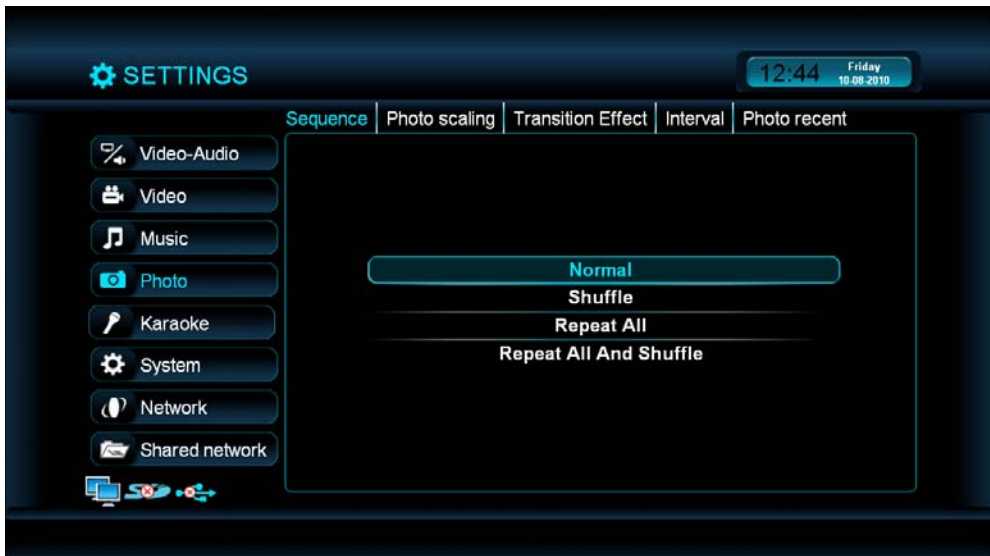 SETTINGS
12:44
Friday
10-08-2010
Sequence
Photo scaling
Transition Effect
Interval
Photo recent
Video-Audio
Video
Music
Photo
Karaoke
System
Network
Shared network
Normal
Shuffle
Repeat All
Repeat All And Shuffle